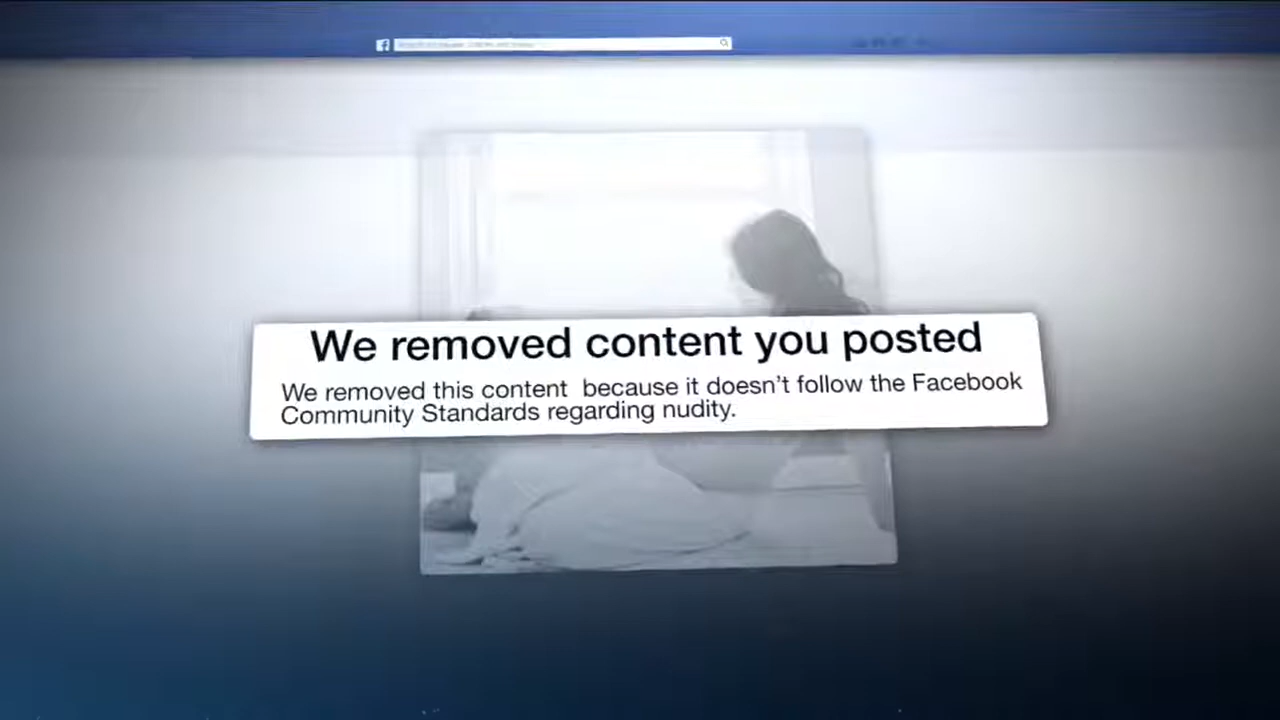 We removed content you posted
We removed this content because it doesn't follow the Facebook
Community Standards regarding nudity.